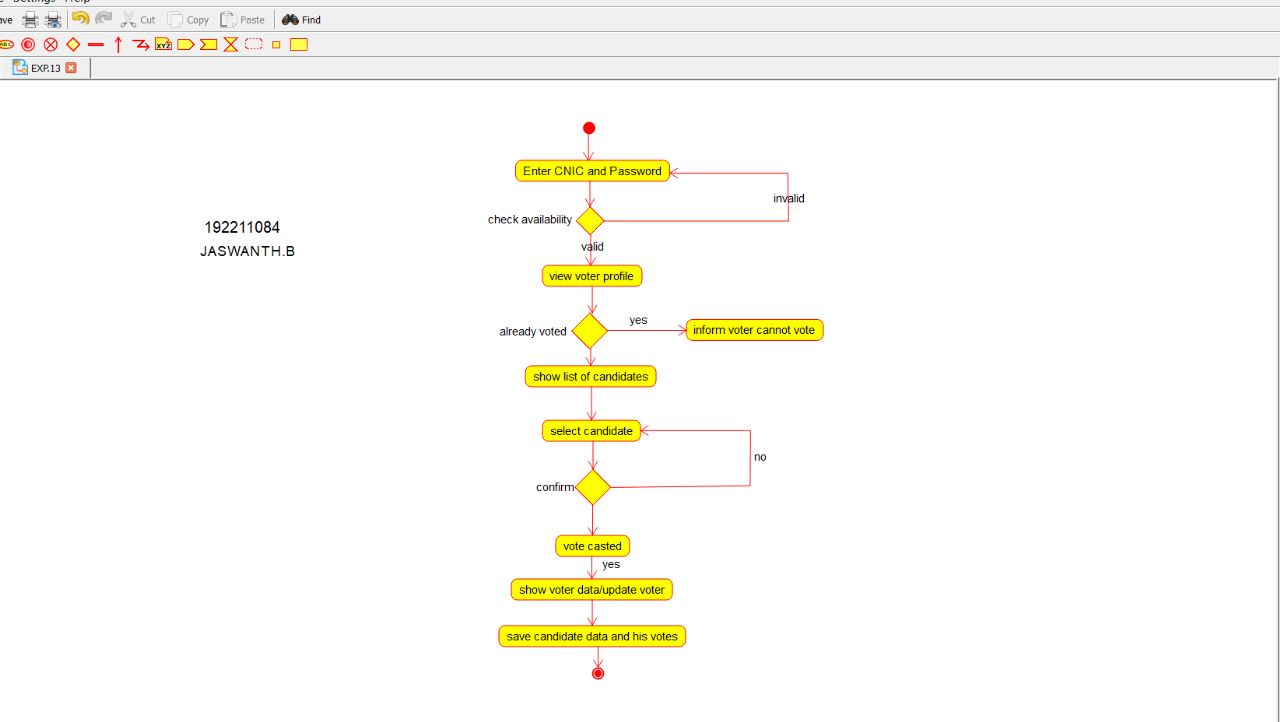 Settings Help
Cut Copy Paste Find
ABC XYZ
EXP.13
Enter CNIC and Password
invalid
check availability
192211084
valid
JASWANTH.B
view voter profile
yes
already voted
inform voter cannot vote
show list of candidates
select candidate
no
confirm
vote casted
yes
show voter data/update voter
save candidate data and his votes